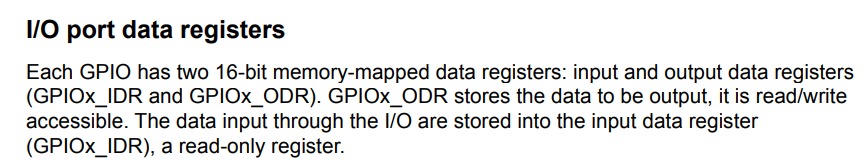 I/O port data registers
Each GPIO has two 16-bit memory-mapped data registers: input and output data registers
(GPIOx_IDR and GPIOx_ODR). GPIOx_ODR stores the data to be output, it is read/write
accessible. The data input through the I/O are stored into the input data register
(GPIOx_IDR), a read-only register.